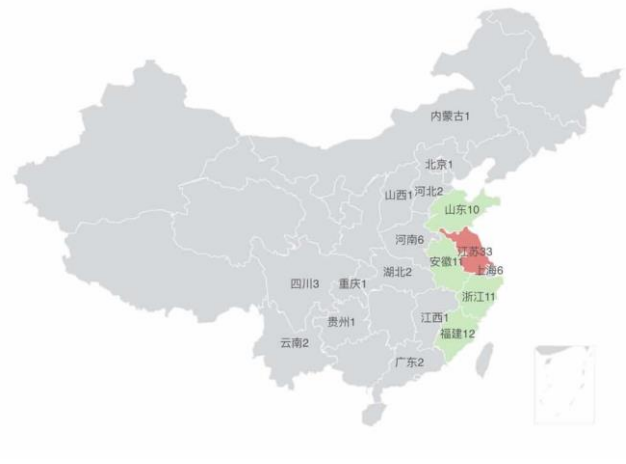 内蒙古1
北京1
山西1
河北2
山东10
河南6
江苏33
安徽11
上海6
湖北2
四川3
重庆1
浙江11
贵州1
江西1
福建12
云南2
广东2